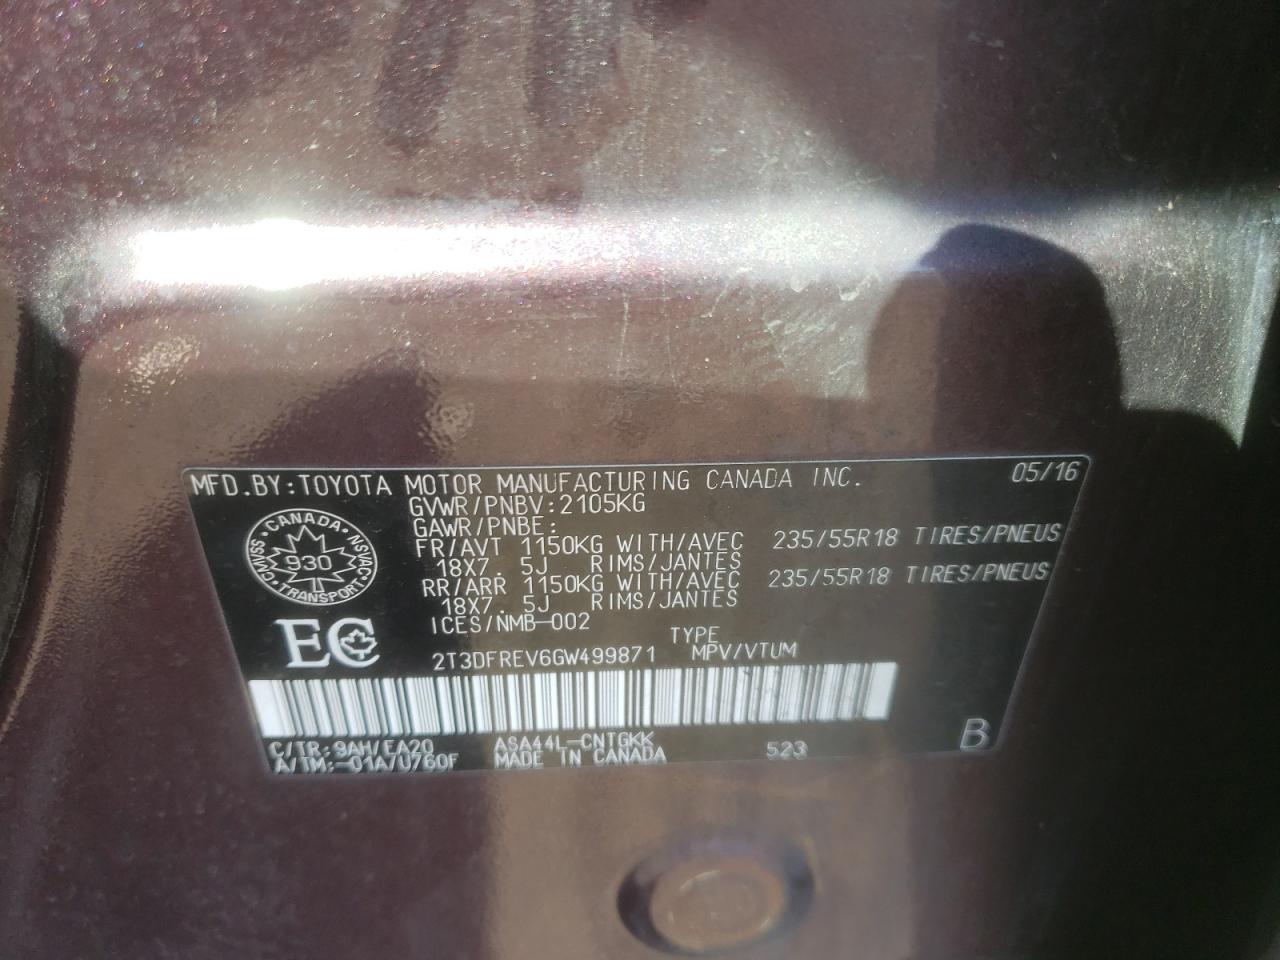 MFD.BY:TOYOTA MOTOR MANUFACTURING CANADA INC. 05/16
GVWR/PNBV:2105KG
GAWR/PNBE:
FR/AVT 1150KG WITH/AVEC 235/55R18 TIRES/PNEUS
18X7.5J RIMS/JANTES
RR/ARR 1150KG WITH/AVEC 235/55R18 TIRES/PNEUS
18X7.5J RIMS/JANTES
ICES/NMB-002
CANADA
CMVSS NSVAC
930
TRANSPORT
EC
TYPE
2T3DFREV6GW499871 MPV/VTUM
C/TR:9AH/EA20 ASA44L-CNTGKK 523 B
A/TM:-01A/U760F MADE IN CANADA